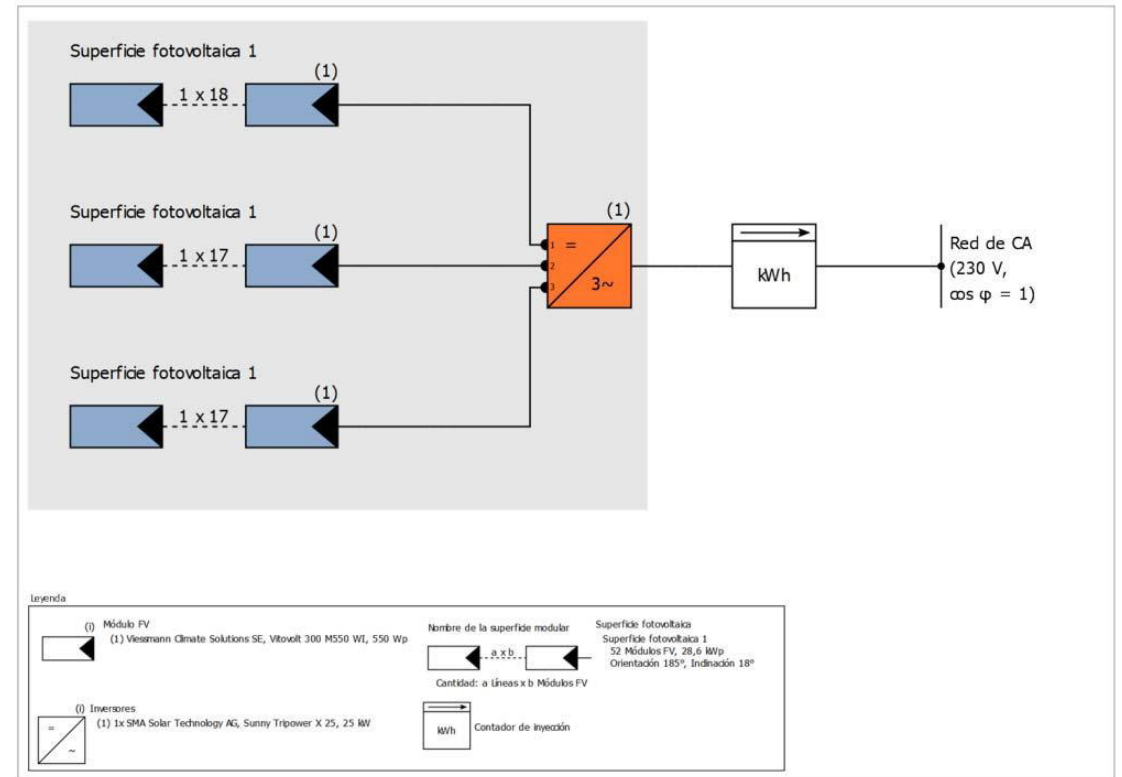 Superficie fotovoltaica 1
(1)
1 x 18
Superficie fotovoltaica 1
(1)
1 x 17
(1)
1 =
2
3 3~
kWh
Red de CA
(230 V,
cos φ = 1)
Superficie fotovoltaica 1
(1)
1 x 17
Leyenda
(i) Módulo FV
(1) Viessmann Climate Solutions SE, Vitovolt 300 M550 WI, 550 Wp
Nombre de la superficie modular
a x b
Cantidad: a Líneas x b Módulos FV
Superficie fotovoltaica
Superficie fotovoltaica 1
52 Módulos FV, 28,6 kWp
Orientación 185°, Inclinación 18°
(i) Inversores
(1) 1x SMA Solar Technology AG, Sunny Tripower X 25, 25 kW
=
~
kWh
Contador de inyección